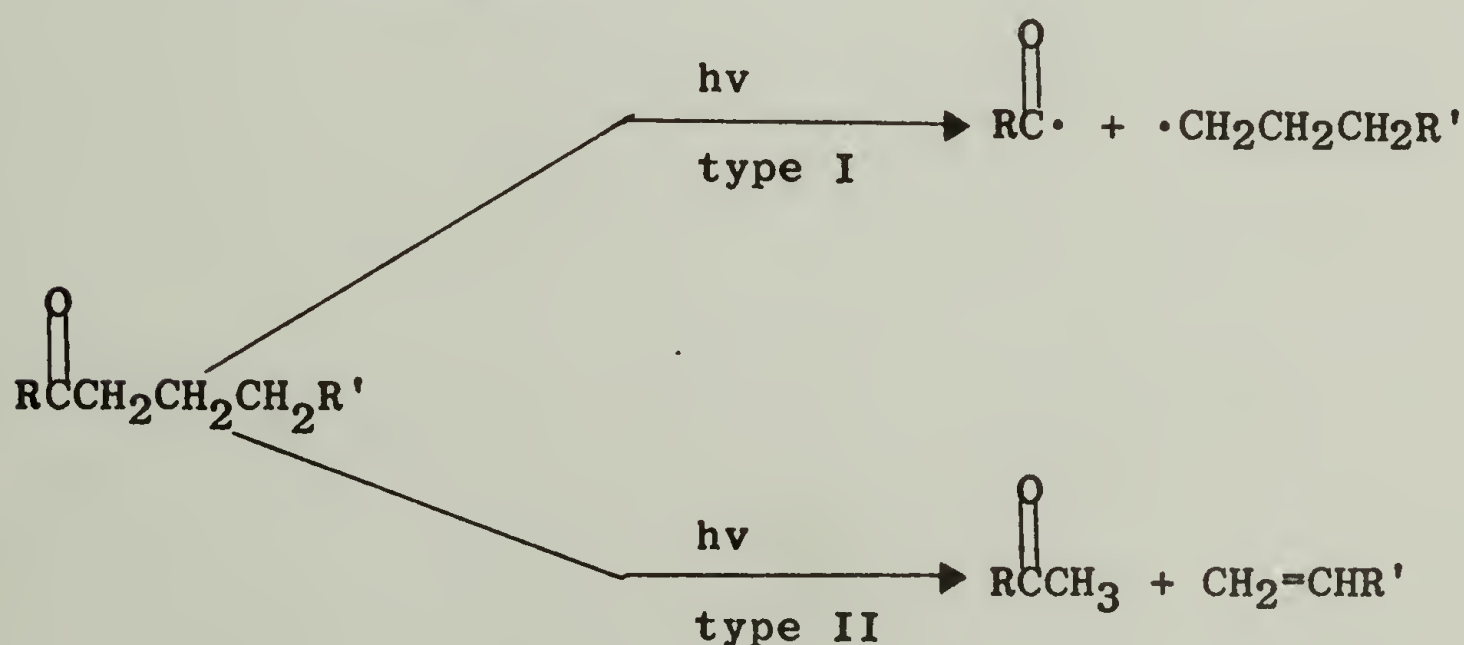 O
hv
RC· + ·CH2CH2CH2R'
type I
O
RCCH2CH2CH2R'
O
hv
RCCH3 + CH2=CHR'
type II